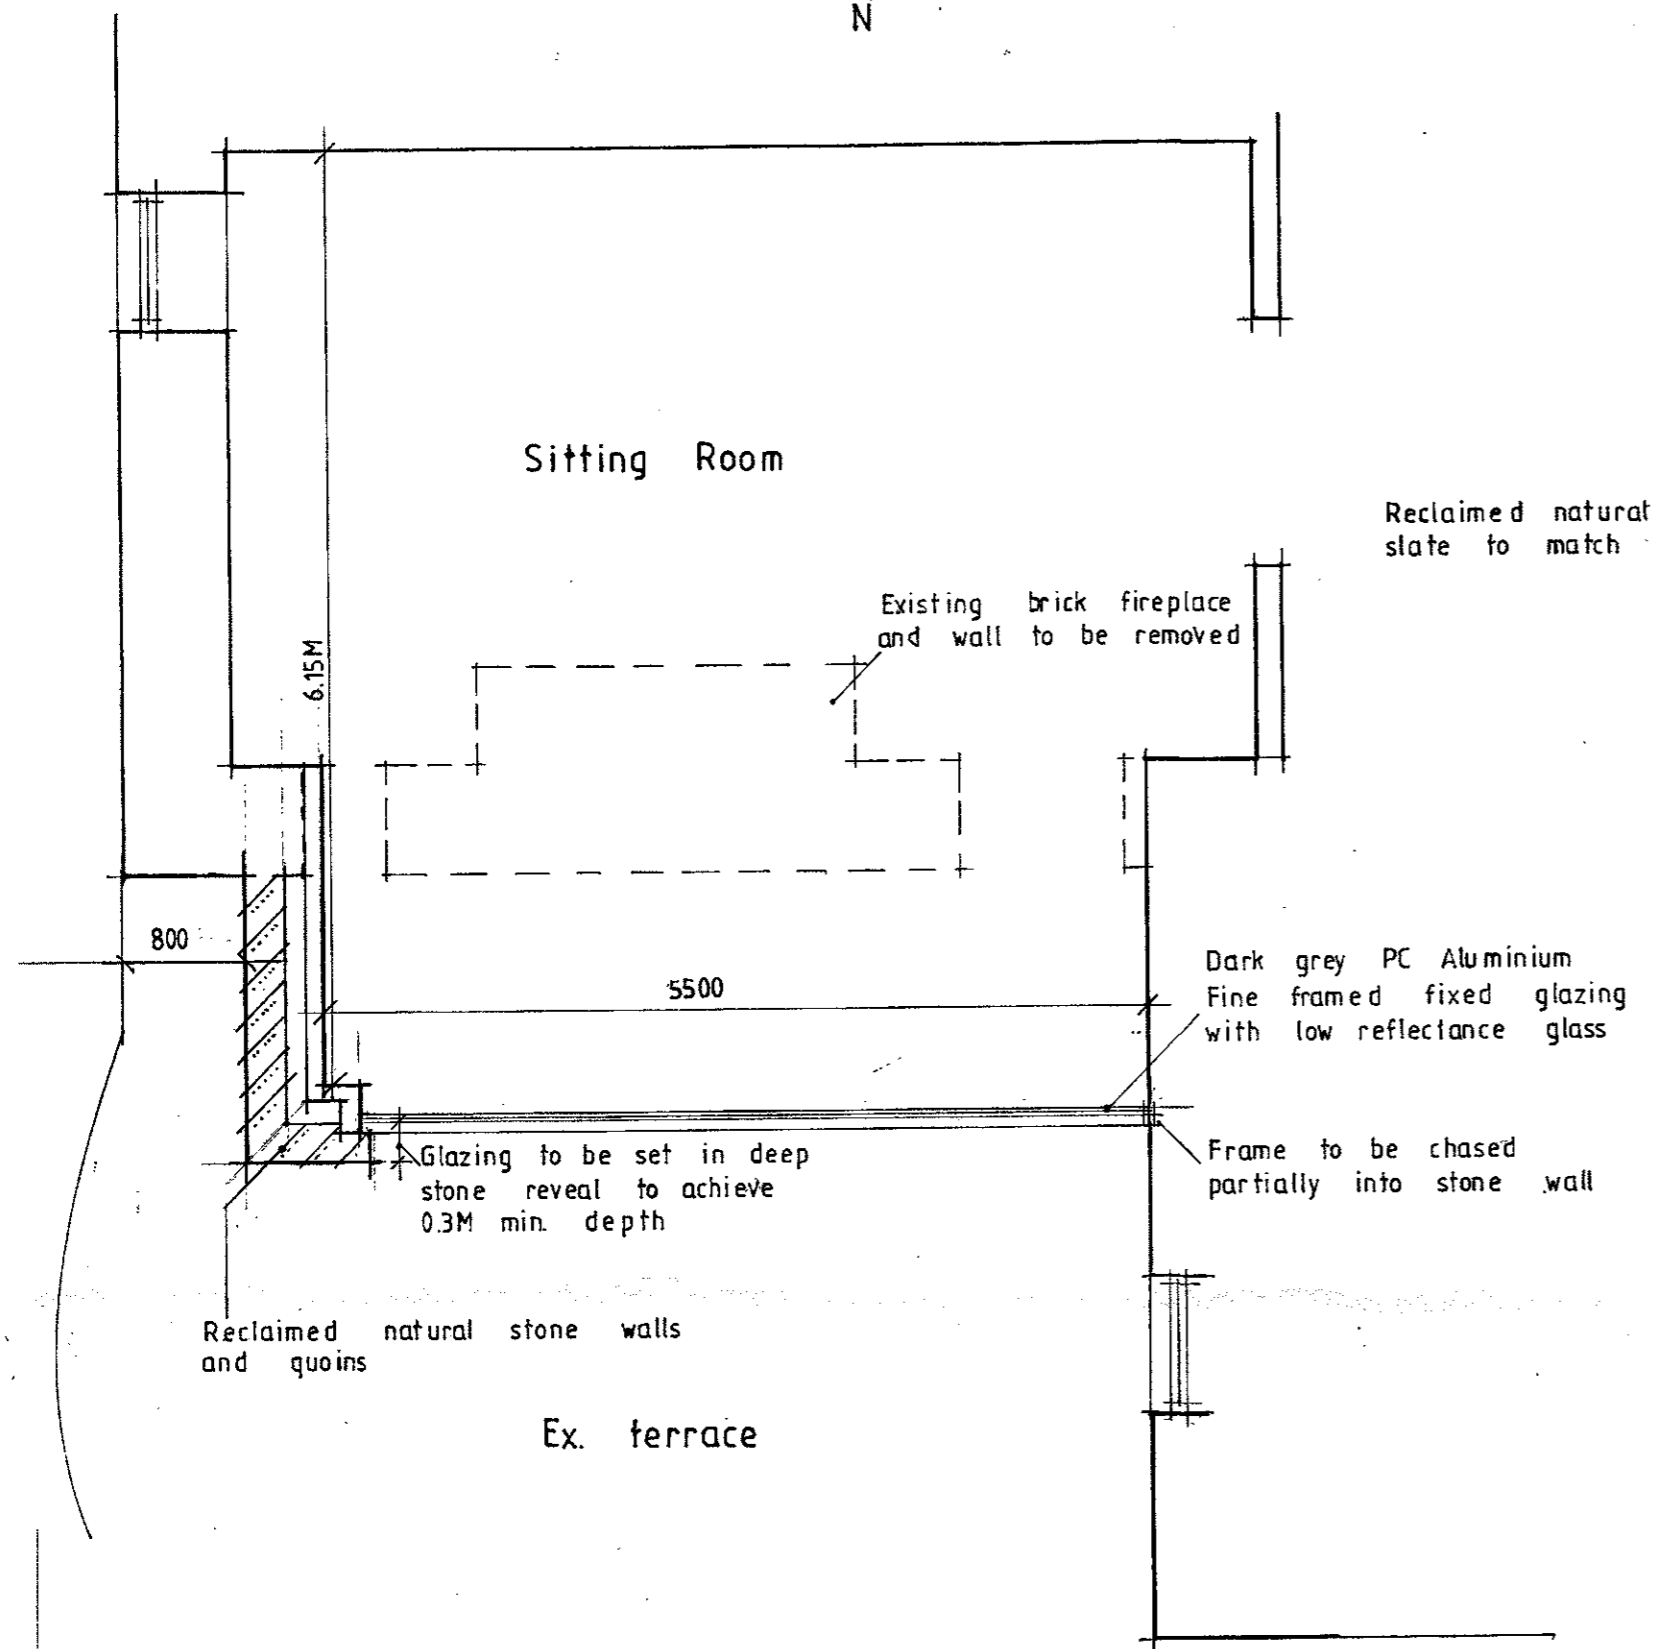 N
Sitting Room
Reclaimed natural
slate to match
Existing brick fireplace
and wall to be removed
6.15M
800
5500
Dark grey PC Aluminium
Fine framed fixed glazing
with low reflectance glass
Glazing to be set in deep
stone reveal to achieve
0.3M min. depth
Frame to be chased
partially into stone wall
Reclaimed natural stone walls
and quoins
Ex. terrace